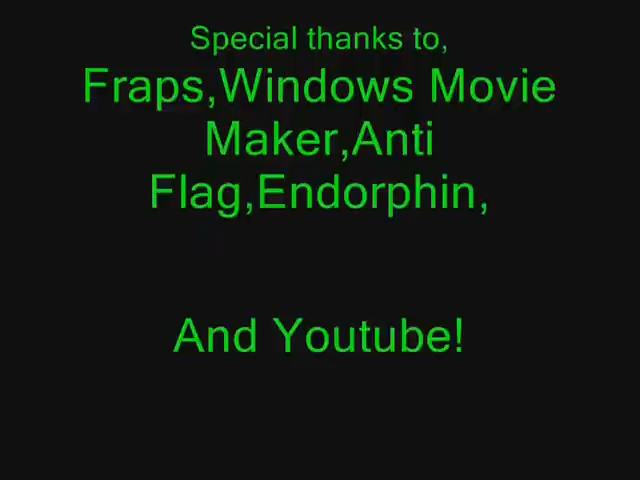 Special thanks to,
Fraps,Windows Movie
Maker,Anti
Flag,Endorphin,
And Youtube!